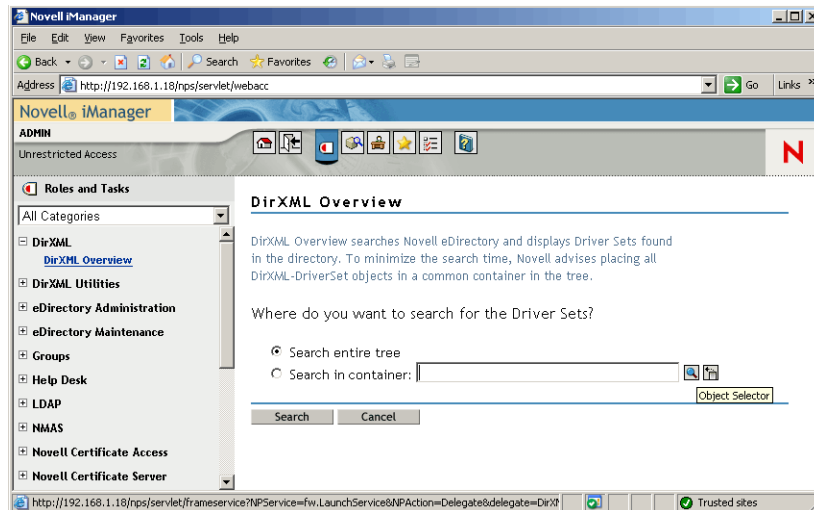 Novell iManager
File Edit View Favorites Tools Help
Back Search Favorites
Address http://192.168.1.18/nps/servlet/webacc Go Links »
Novell® iManager
ADMIN
Unrestricted Access
N
Roles and Tasks
All Categories
DirXML
DirXML Overview
DirXML Utilities
eDirectory Administration
eDirectory Maintenance
Groups
Help Desk
LDAP
NMAS
Novell Certificate Access
Novell Certificate Server
DirXML Overview
DirXML Overview searches Novell eDirectory and displays Driver Sets found
in the directory. To minimize the search time, Novell advises placing all
DirXML-DriverSet objects in a common container in the tree.
Where do you want to search for the Driver Sets?
Search entire tree
Search in container:
Object Selector
Search Cancel
http://192.168.1.18/nps/servlet/frameservice?NPService=fw.LaunchService&NPAction=Delegate&delegate=DirX Trusted sites